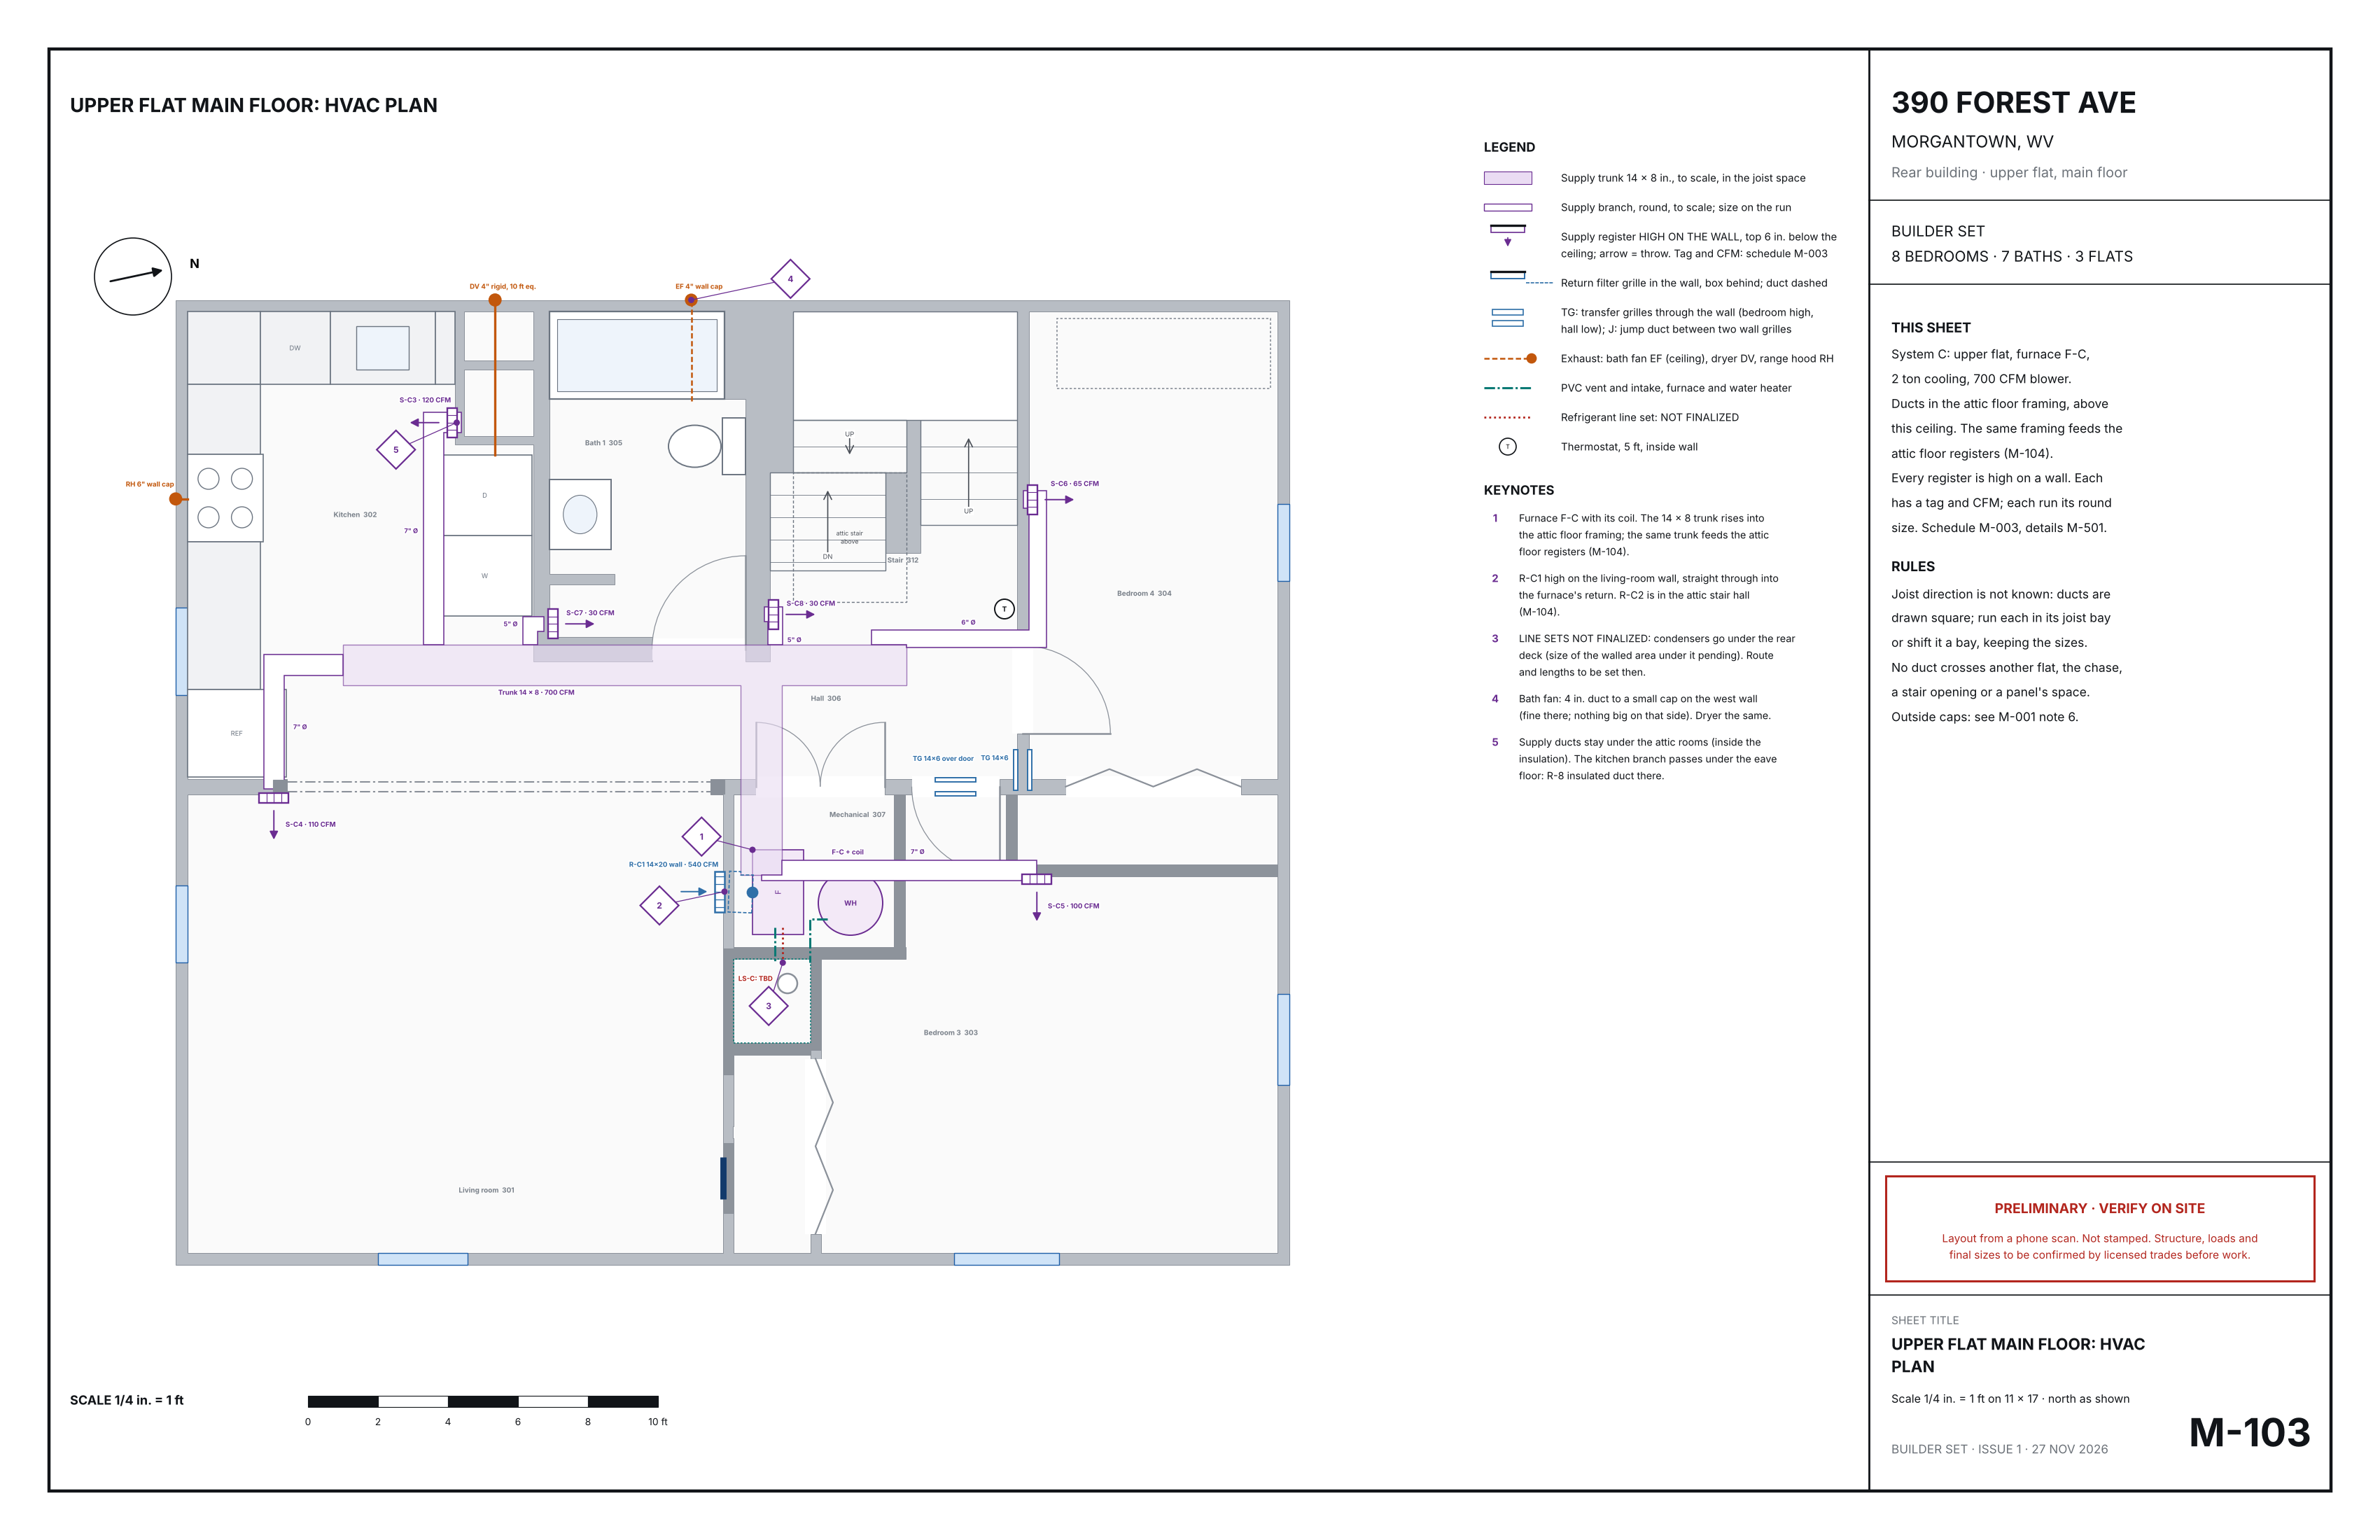 UPPER FLAT MAIN FLOOR: HVAC PLAN
N
DV 4" rigid, 10 ft eq.
EF 4" wall cap
4
DW
S-C3 · 120 CFM
5
RH 6" wall cap
Kitchen 302
7" Ø
D
W
Bath 1 305
UP
UP
DN
attic stair
above
Stair 312
S-C6 · 65 CFM
Bedroom 4 304
T
S-C7 · 30 CFM
5" Ø
S-C8 · 30 CFM
5" Ø
6" Ø
Trunk 14 × 8 · 700 CFM
Hall 306
REF
7" Ø
TG 14×6 over door
TG 14×6
S-C4 · 110 CFM
Mechanical 307
1
F-C + coil
7" Ø
R-C1 14×20 wall · 540 CFM
2
F
WH
S-C5 · 100 CFM
LS-C: TBD
3
Bedroom 3 303
Living room 301
SCALE 1/4 in. = 1 ft
0 2 4 6 8 10 ft
LEGEND
Supply trunk 14 × 8 in., to scale, in the joist space
Supply branch, round, to scale; size on the run
Supply register HIGH ON THE WALL, top 6 in. below the
ceiling; arrow = throw. Tag and CFM: schedule M-003
Return filter grille in the wall, box behind; duct dashed
TG: transfer grilles through the wall (bedroom high,
hall low); J: jump duct between two wall grilles
Exhaust: bath fan EF (ceiling), dryer DV, range hood RH
PVC vent and intake, furnace and water heater
Refrigerant line set: NOT FINALIZED
T
Thermostat, 5 ft, inside wall
KEYNOTES
1 Furnace F-C with its coil. The 14 × 8 trunk rises into
the attic floor framing; the same trunk feeds the attic
floor registers (M-104).
2 R-C1 high on the living-room wall, straight through into
the furnace's return. R-C2 is in the attic stair hall
(M-104).
3 LINE SETS NOT FINALIZED: condensers go under the rear
deck (size of the walled area under it pending). Route
and lengths to be set then.
4 Bath fan: 4 in. duct to a small cap on the west wall
(fine there; nothing big on that side). Dryer the same.
5 Supply ducts stay under the attic rooms (inside the
insulation). The kitchen branch passes under the eave
floor: R-8 insulated duct there.
390 FOREST AVE
MORGANTOWN, WV
Rear building · upper flat, main floor
BUILDER SET
8 BEDROOMS · 7 BATHS · 3 FLATS
THIS SHEET
System C: upper flat, furnace F-C,
2 ton cooling, 700 CFM blower.
Ducts in the attic floor framing, above
this ceiling. The same framing feeds the
attic floor registers (M-104).
Every register is high on a wall. Each
has a tag and CFM; each run its round
size. Schedule M-003, details M-501.
RULES
Joist direction is not known: ducts are
drawn square; run each in its joist bay
or shift it a bay, keeping the sizes.
No duct crosses another flat, the chase,
a stair opening or a panel's space.
Outside caps: see M-001 note 6.
PRELIMINARY · VERIFY ON SITE
Layout from a phone scan. Not stamped. Structure, loads and
final sizes to be confirmed by licensed trades before work.
SHEET TITLE
UPPER FLAT MAIN FLOOR: HVAC
PLAN
Scale 1/4 in. = 1 ft on 11 × 17 · north as shown
BUILDER SET · ISSUE 1 · 27 NOV 2026
M-103